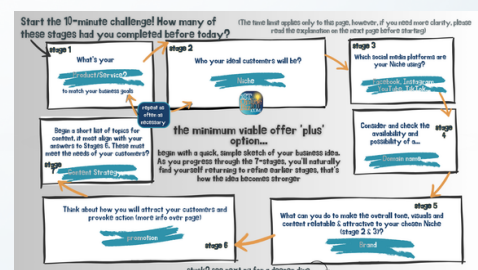 Start the 10-minute challenge! How many of
these stages had you completed before today?
(The time limit applies only to this page, however, if you need more clarity, please
read the explanation on the next page before starting)
stage 1
What's your
Product/Service?
to match your business goals
stage 2
Who your ideal customers will be?
Niche
stage 3
Which social media platforms are
your Niche using?
Facebook, Instagram,
YouTube, TikTok
repeat as
often as
necessary
stage
4
Consider and check the
availability and
possibility of a...
Domain name
the minimum viable offer 'plus'
option...
begin with a quick, simple sketch of your business idea.
As you progress through the 7-stages, you'll naturally
find yourself returning to refine earlier stages, that's
how the idea becomes stronger
Begin a short list of topics for
content, it must align with your
answers to Stages 6. These must
meet the needs of your customers?
stage
Content Strategy
stage 5
What can you do to make the overall tone, visuals and
content relatable & attractive to your chosen Niche
(stage 2 & 3)?
Brand
Think about how you will attract your customers and
provoke action (more info over page)
promotion
stage 6